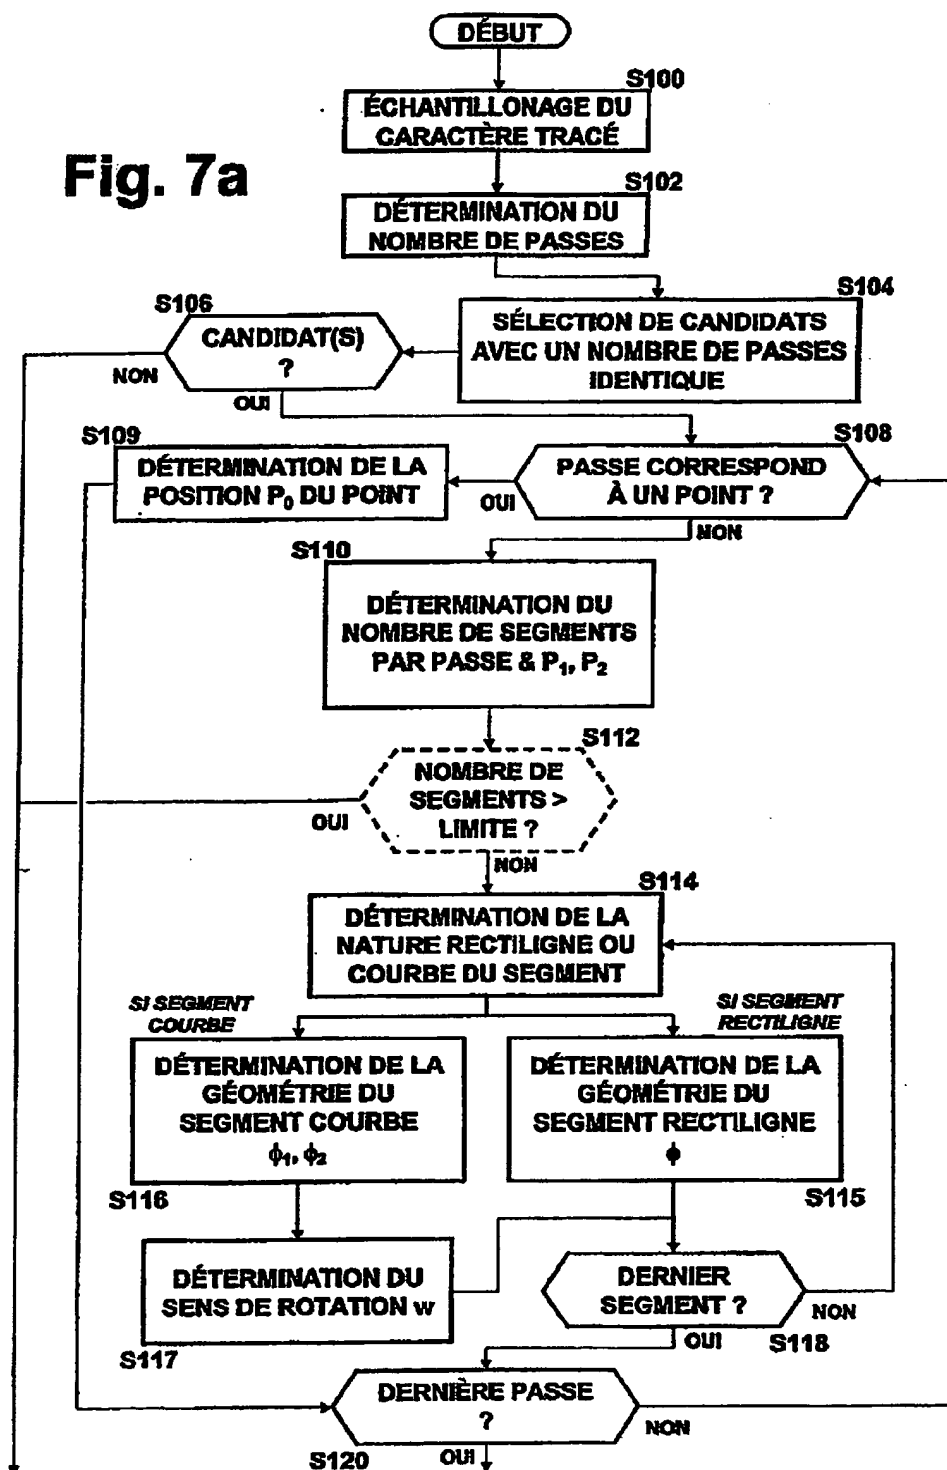 DÉBUT
S100
ÉCHANTILLONAGE DU
CARACTÈRE TRACÉ
Fig. 7a
S102
DÉTERMINATION DU
NOMBRE DE PASSES
S104
SÉLECTION DE CANDIDATS
AVEC UN NOMBRE DE PASSES
IDENTIQUE
S106
CANDIDAT(S)
?
NON
OUI
S108
PASSE CORRESPOND
À UN POINT ?
OUI
NON
S109
DÉTERMINATION DE LA
POSITION P₀ DU POINT
S110
DÉTERMINATION DU
NOMBRE DE SEGMENTS
PAR PASSE & P₁, P₂
S112
NOMBRE DE
SEGMENTS >
LIMITE ?
OUI
NON
S114
DÉTERMINATION DE LA
NATURE RECTILIGNE OU
COURBE DU SEGMENT
SI SEGMENT
COURBE
SI SEGMENT
RECTILIGNE
DÉTERMINATION DE LA
GÉOMÉTRIE DU
SEGMENT COURBE
ϕ₁, ϕ₂
S116
DÉTERMINATION DE LA
GÉOMÉTRIE DU
SEGMENT RECTILIGNE
ϕ
S115
DÉTERMINATION DU
SENS DE ROTATION w
S117
DERNIER
SEGMENT ?
NON
OUI
S118
DERNIÈRE PASSE
?
NON
S120
OUI